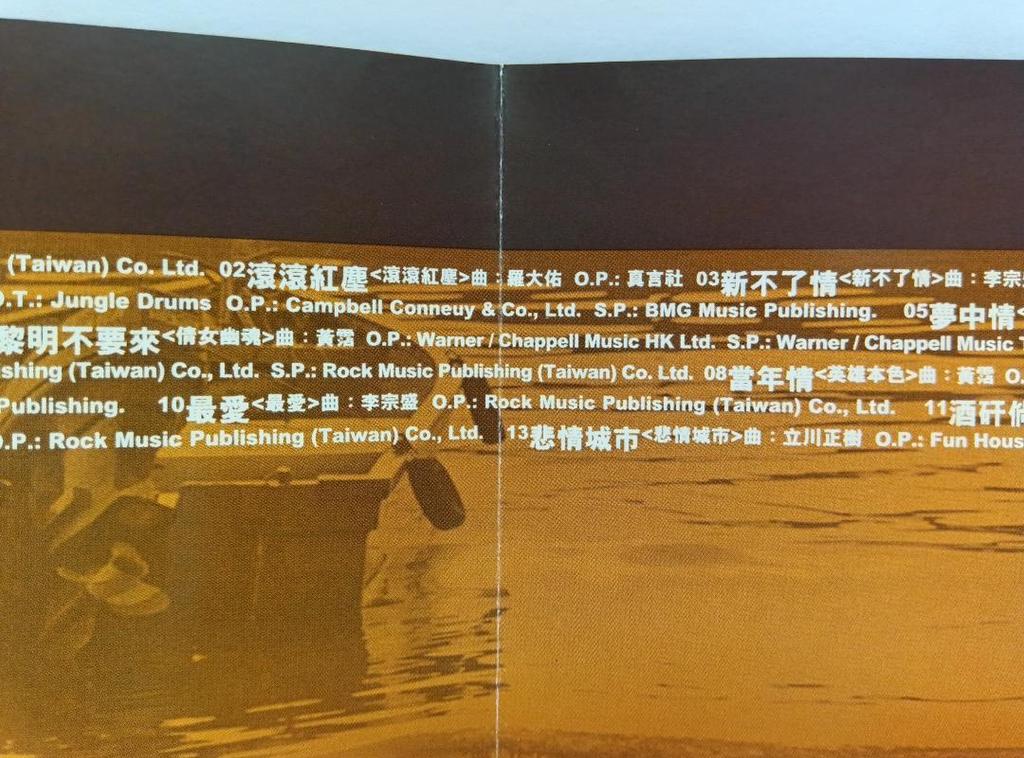 (Taiwan) Co. Ltd. 02滾滾紅塵<滾滾紅塵>曲：羅大佑 O.P.: 真言社 03新不了情<新不了情>曲：李宗
O.T.: Jungle Drums O.P.: Campbell Conneuy & Co., Ltd. S.P.: BMG Music Publishing. 05夢中情<
黎明不要來<倩女幽魂>曲：黃霑 O.P.: Warner / Chappell Music HK Ltd. S.P.: Warner / Chappell Music T
shing (Taiwan) Co., Ltd. S.P.: Rock Music Publishing (Taiwan) Co. Ltd. 08當年情<英雄本色>曲：黃霑 O.
Publishing. 10最愛<最愛>曲：李宗盛 O.P.: Rock Music Publishing (Taiwan) Co., Ltd. 11酒矸倘
O.P.: Rock Music Publishing (Taiwan) Co., Ltd. 13悲情城市<悲情城市>曲：立川正樹 O.P.: Fun Hous